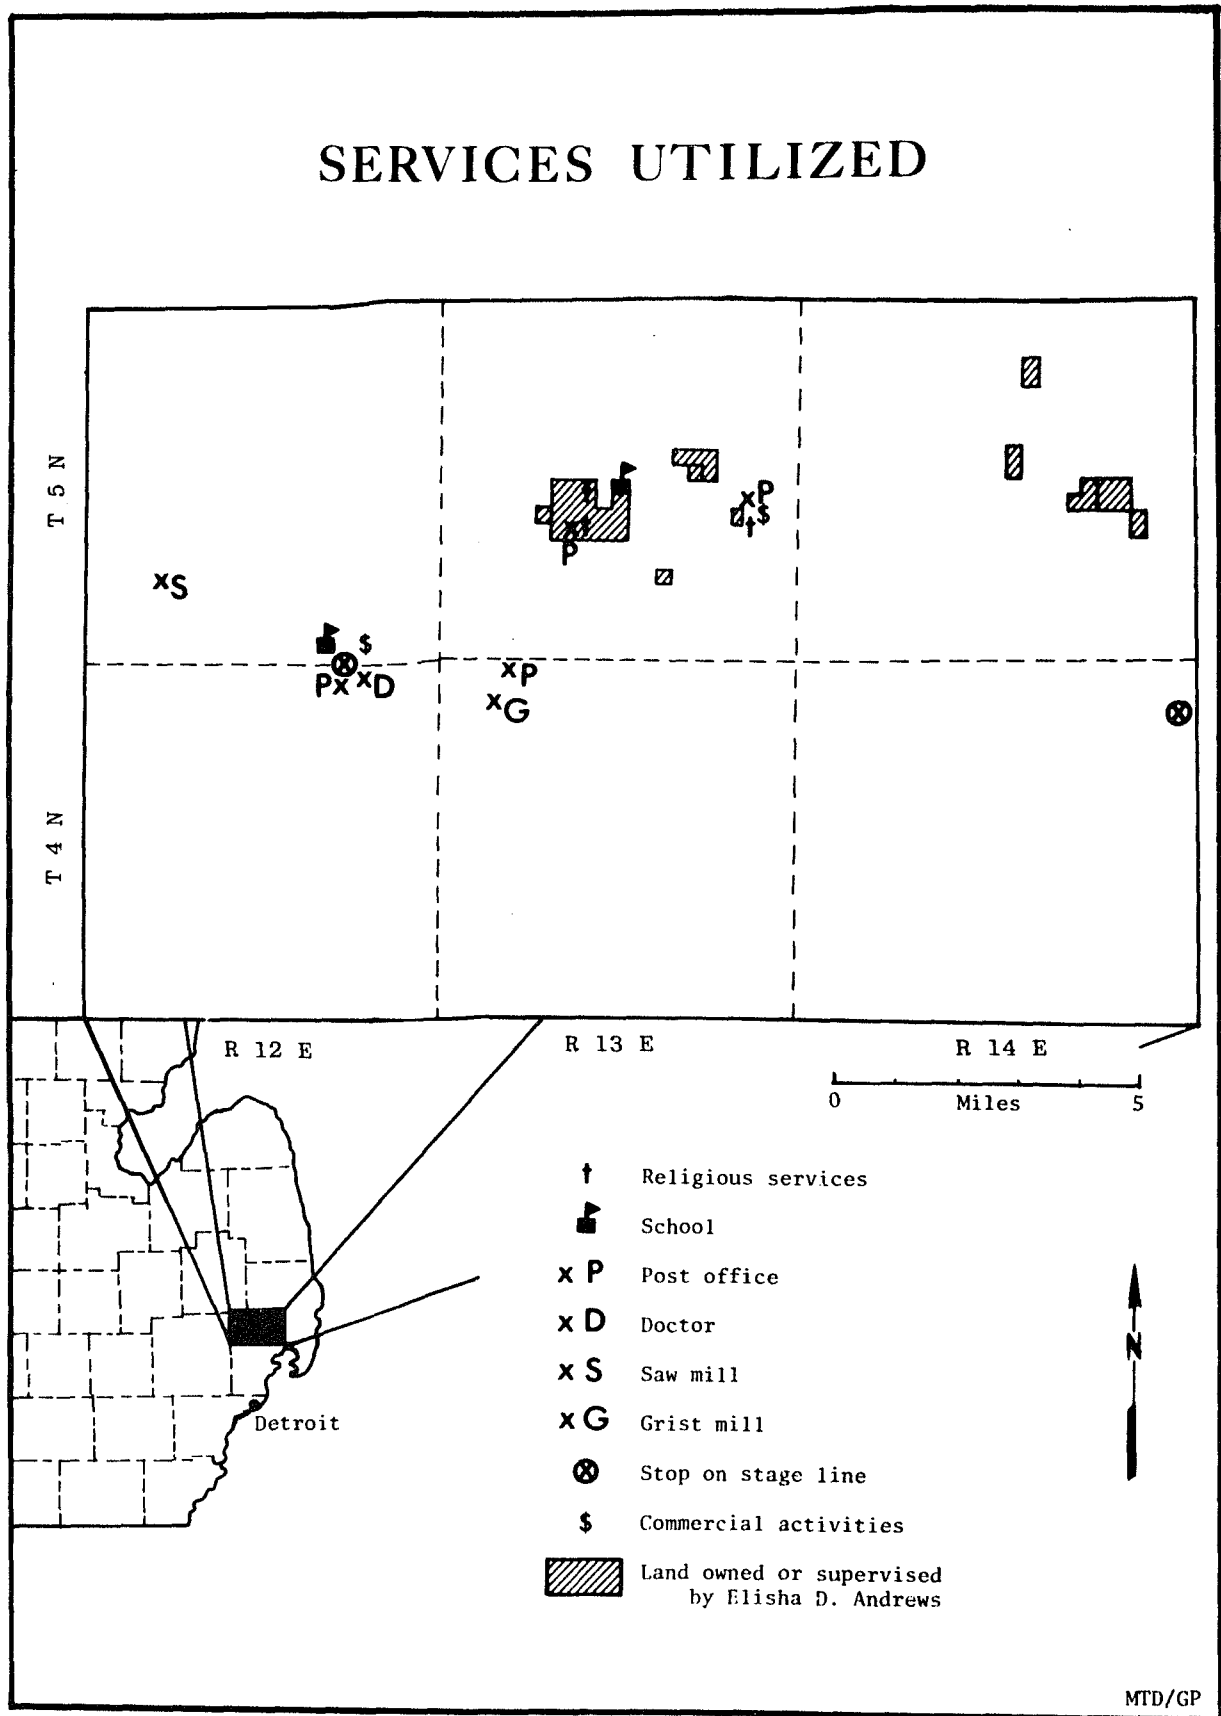 SERVICES UTILIZED
T 5 N
T 4 N
P
P
$
S
$
P
D
P
G
R 12 E
R 13 E
R 14 E
0
Miles
5
Detroit
† Religious services
School
x P Post office
x D Doctor
x S Saw mill
x G Grist mill
Stop on stage line
$ Commercial activities
Land owned or supervised
by Elisha D. Andrews
N
MTD/GP